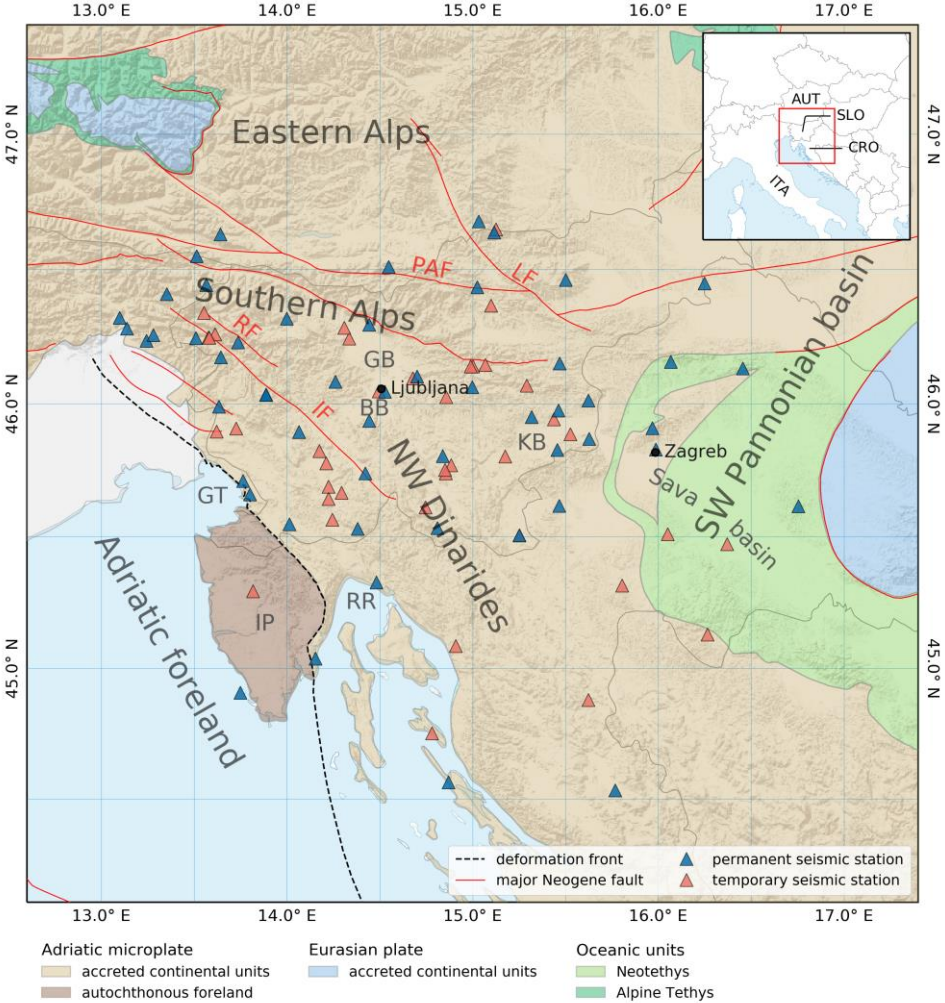 13.0° E 14.0° E 15.0° E 16.0° E 17.0° E
AUT
SLO
CRO
ITA
47.0° N
47.0° N
Eastern Alps
PAF
LF
Southern Alps
RF
GB
Ljubljana
46.0° N
46.0° N
BB
IF
KB
Zagreb
SW Pannonian basin
Sava basin
NW Dinarides
GT
Adriatic foreland
IP
RR
45.0° N
45.0° N
deformation front
major Neogene fault
permanent seismic station
temporary seismic station
13.0° E 14.0° E 15.0° E 16.0° E 17.0° E
Adriatic microplate
accreted continental units
autochthonous foreland
Eurasian plate
accreted continental units
Oceanic units
Neotethys
Alpine Tethys